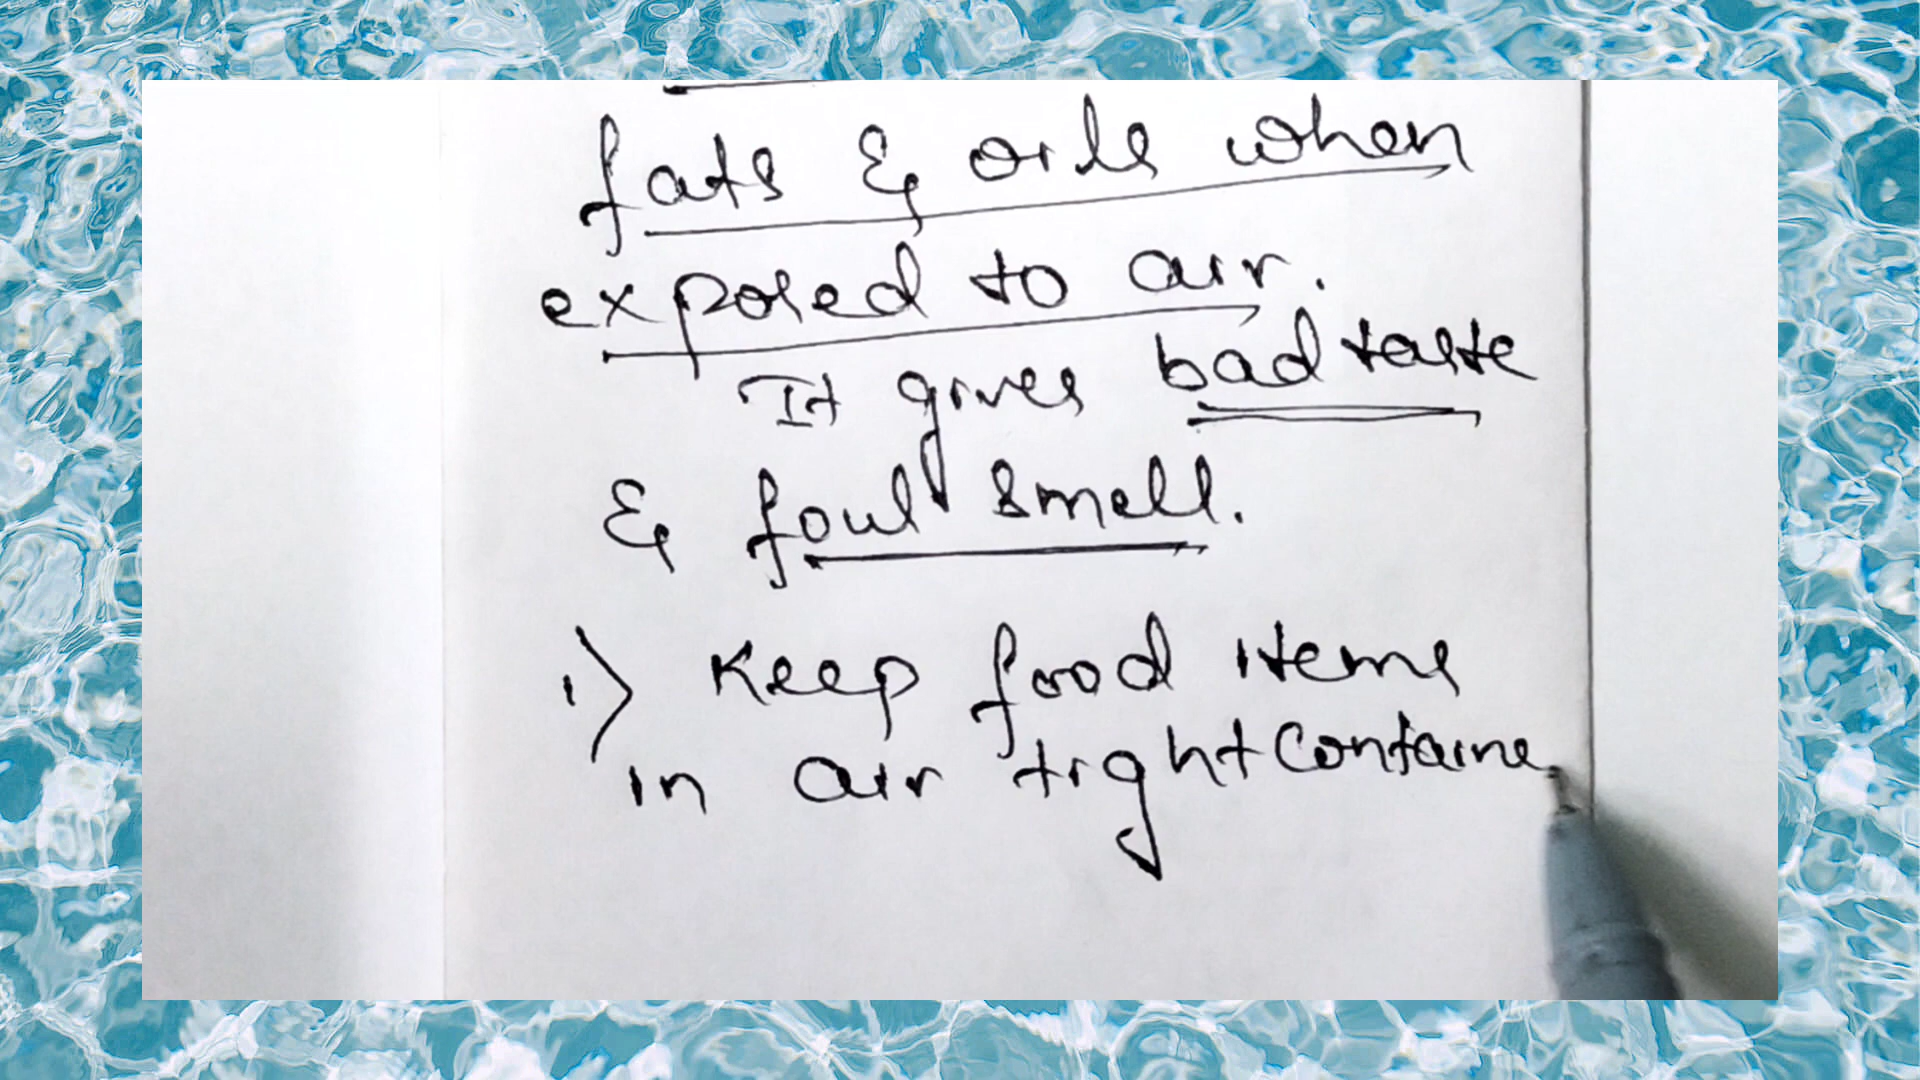 fats & oils when
exposed to air.
It gives bad taste
& foul smell.
1) Keep food items
in air tight Containe